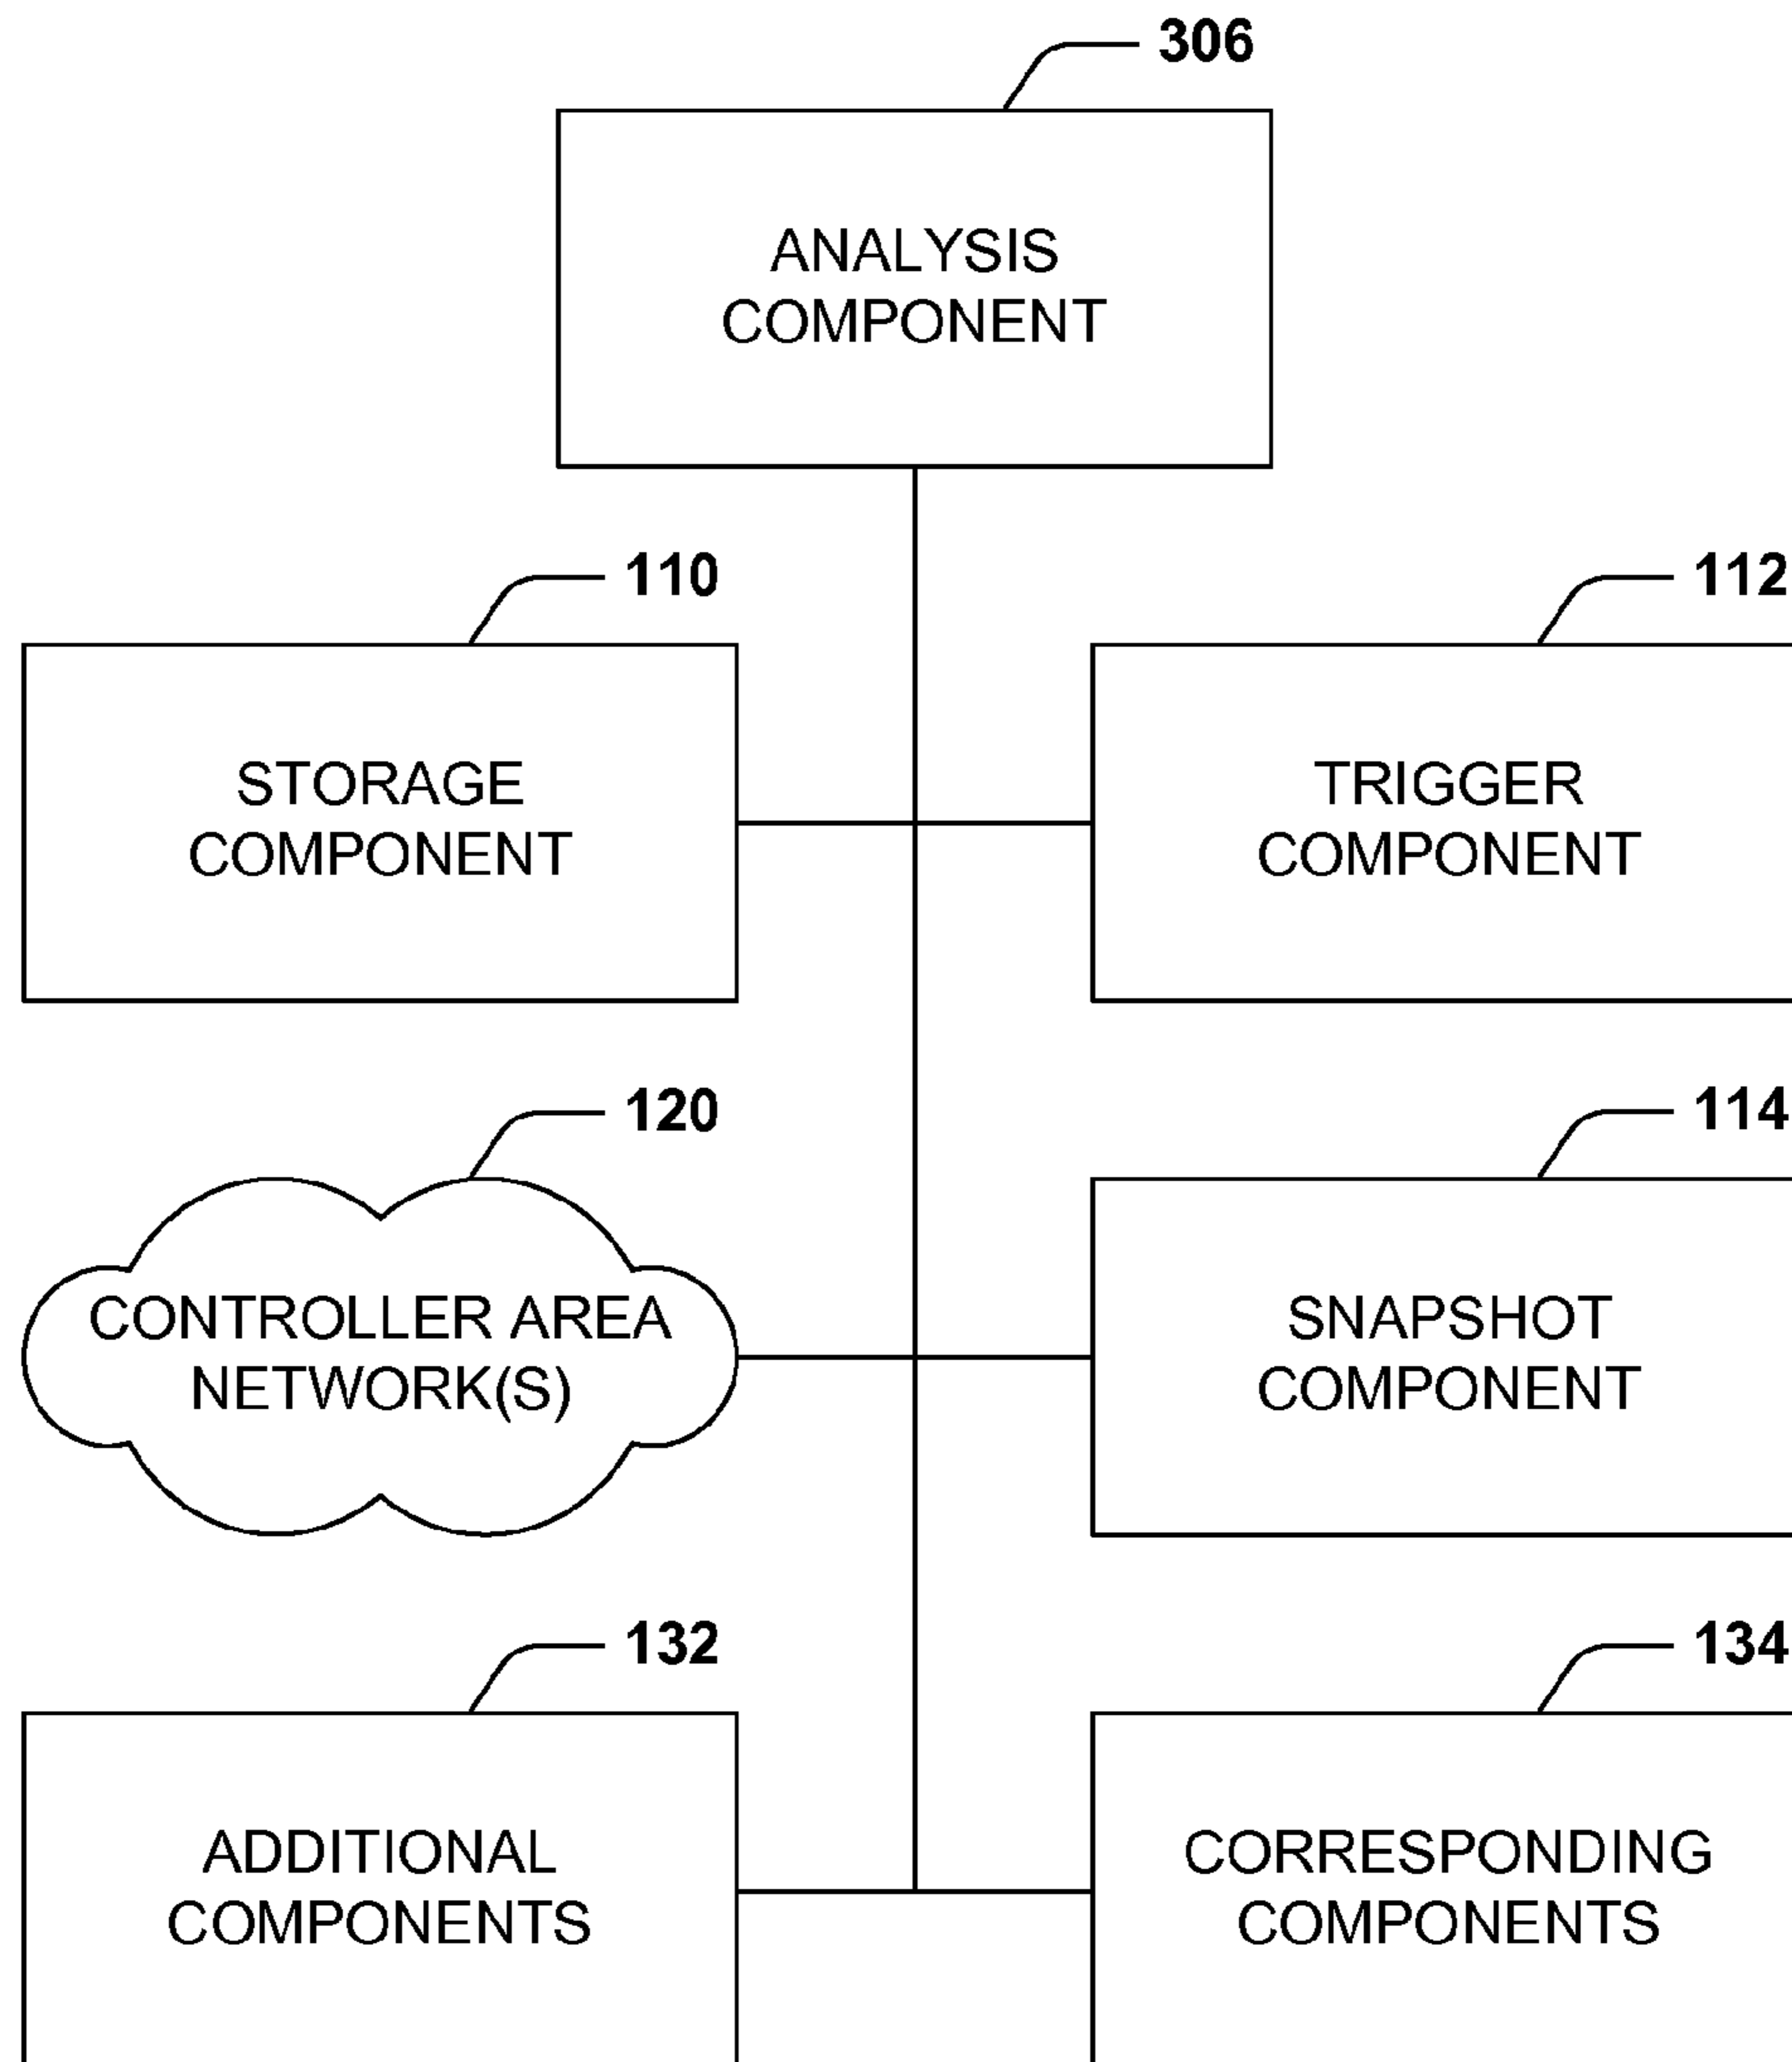 306
ANALYSIS
COMPONENT
110
STORAGE
COMPONENT
112
TRIGGER
COMPONENT
120
CONTROLLER AREA
NETWORK(S)
114
SNAPSHOT
COMPONENT
132
ADDITIONAL
COMPONENTS
134
CORRESPONDING
COMPONENTS